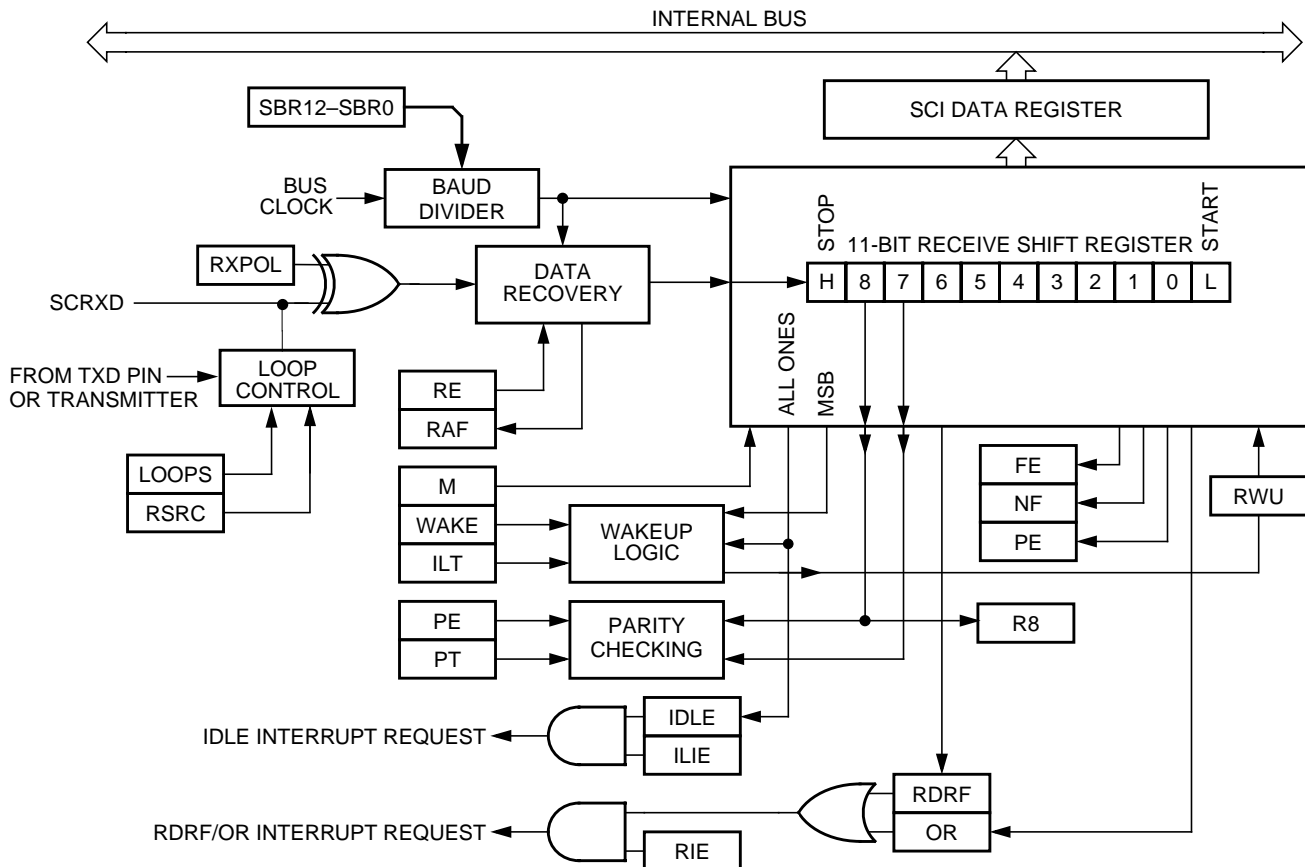 INTERNAL BUS
SBR12–SBR0
SCI DATA REGISTER
BUS
CLOCK
BAUD
DIVIDER
STOP
11-BIT RECEIVE SHIFT REGISTER
START
RXPOL
DATA
RECOVERY
H 8 7 6 5 4 3 2 1 0 L
SCRXD
ALL ONES
MSB
FROM TXD PIN
OR TRANSMITTER
LOOP
CONTROL
RE
RAF
LOOPS
RSRC
M
WAKE
ILT
WAKEUP
LOGIC
FE
NF
PE
RWU
PE
PT
PARITY
CHECKING
R8
IDLE INTERRUPT REQUEST
IDLE
ILIE
RDRF
OR
RDRF/OR INTERRUPT REQUEST
RIE